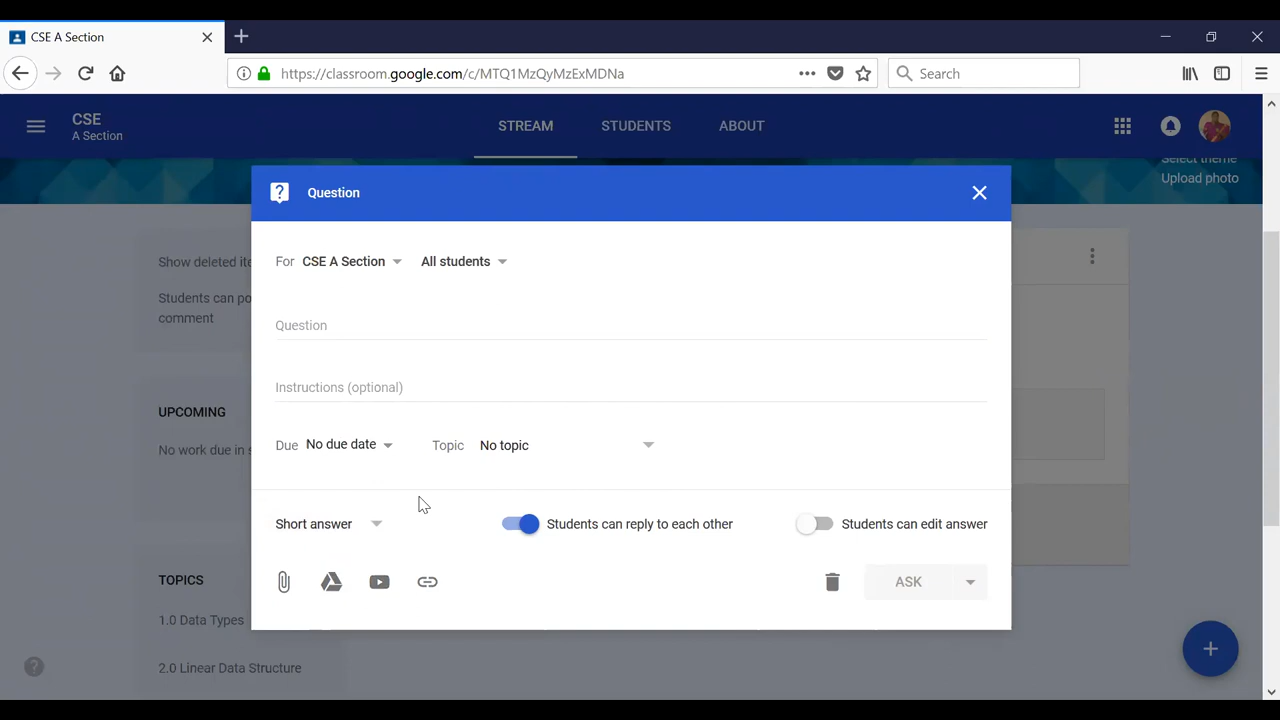 CSE A Section
https://classroom.google.com/c/MTQ1MzQyMzExMDNa
Search
CSE
A Section
STREAM
STUDENTS
ABOUT
Select theme
Upload photo
Question
For CSE A Section All students
Show deleted ite
Students can po
comment
Question
Instructions (optional)
UPCOMING
Due No due date Topic No topic
No work due in s
Short answer
Students can reply to each other
Students can edit answer
TOPICS
ASK
1.0 Data Types
2.0 Linear Data Structure